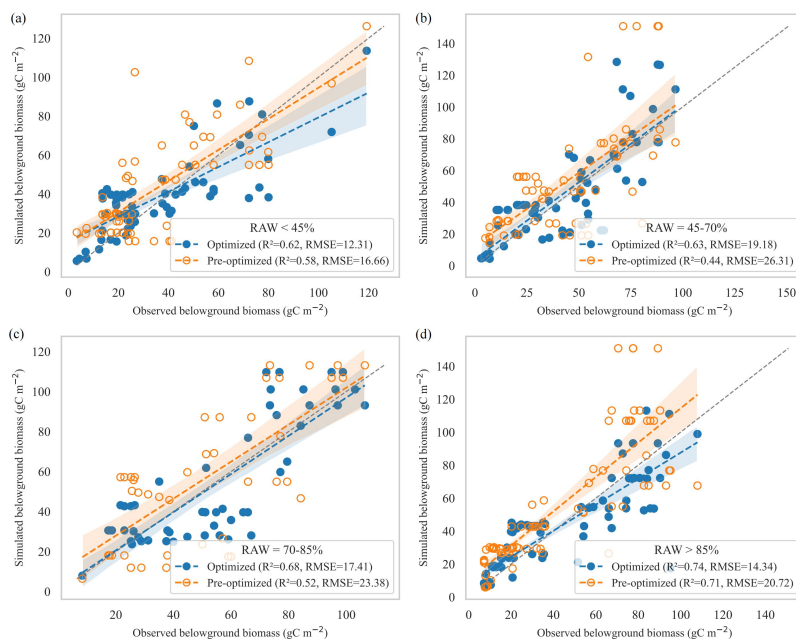 (a)
120
100
80
60
40
20
0
Simulated belowground biomass (gC m⁻²)
RAW < 45%
Optimized (R²=0.62, RMSE=12.31)
Pre-optimized (R²=0.58, RMSE=16.66)
0 20 40 60 80 100 120
Observed belowground biomass (gC m⁻²)
(b)
140
120
100
80
60
40
20
0
Simulated belowground biomass (gC m⁻²)
RAW = 45-70%
Optimized (R²=0.63, RMSE=19.18)
Pre-optimized (R²=0.44, RMSE=26.31)
0 25 50 75 100 125 150
Observed belowground biomass (gC m⁻²)
(c)
120
100
80
60
40
20
0
Simulated belowground biomass (gC m⁻²)
RAW = 70-85%
Optimized (R²=0.68, RMSE=17.41)
Pre-optimized (R²=0.52, RMSE=23.38)
20 40 60 80 100
Observed belowground biomass (gC m⁻²)
(d)
140
120
100
80
60
40
20
0
Simulated belowground biomass (gC m⁻²)
RAW > 85%
Optimized (R²=0.74, RMSE=14.34)
Pre-optimized (R²=0.71, RMSE=20.72)
0 20 40 60 80 100 120 140
Observed belowground biomass (gC m⁻²)